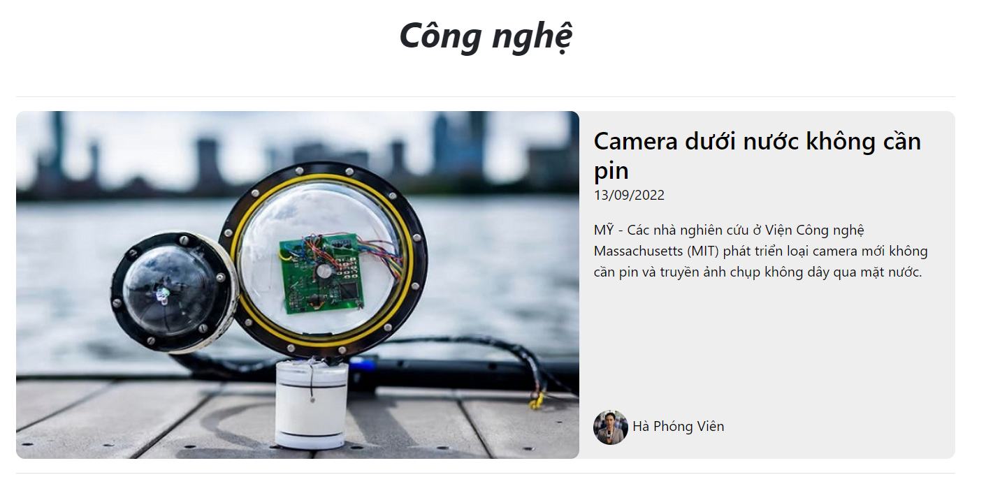 Công nghệ
Camera dưới nước không cần
pin
13/09/2022
MỸ - Các nhà nghiên cứu ở Viện Công nghệ
Massachusetts (MIT) phát triển loại camera mới không
cần pin và truyền ảnh chụp không dây qua mặt nước.
Hà Phóng Viên